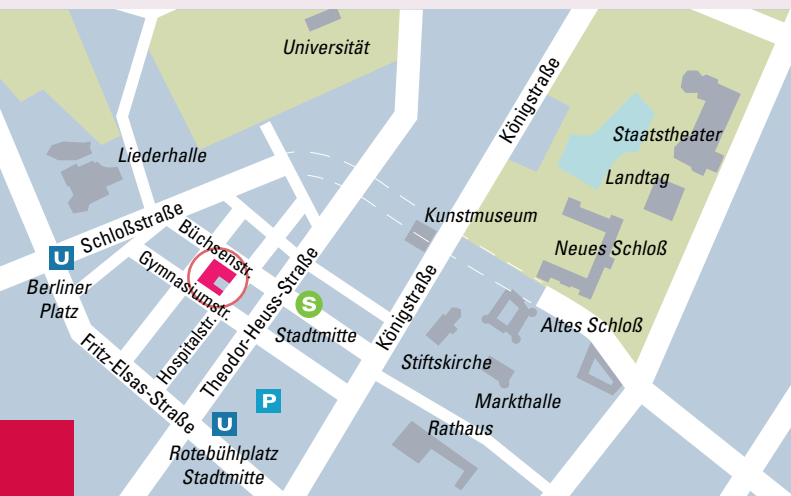 Universität
Königstraße
Staatstheater
Liederhalle
Landtag
Kunstmuseum
Schloßstraße
Büchsenstr.
Neues Schloß
U
Berliner
Platz
Gymnasiumstr.
Theodor-Heuss-Straße
S
Stadtmitte
Königstraße
Altes Schloß
Hospitalstr.
Fritz-Elsas-Straße
Stiftskirche
Markthalle
P
Rathaus
U
Rotebühlplatz
Stadtmitte